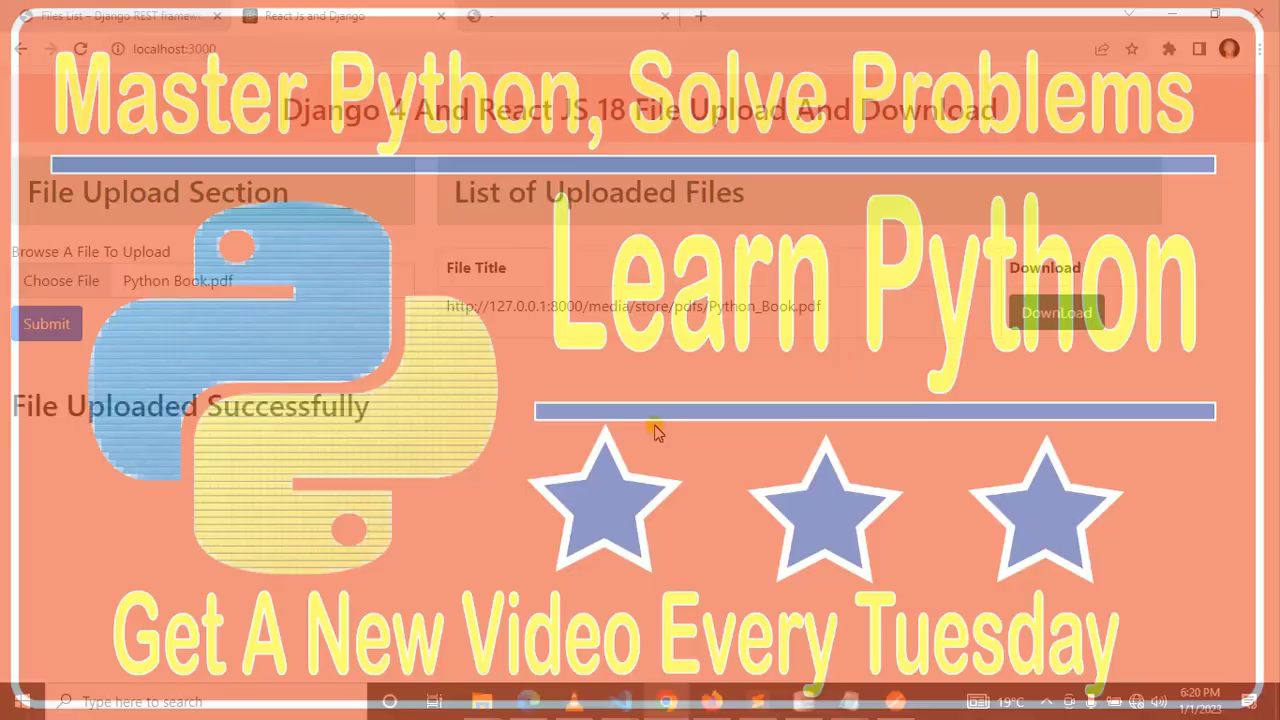 Files List – Django REST framew
React Js and Django
localhost:3000
Master Python, Solve Problems
Django 4 And React JS 18 File Upload And Download
File Upload Section
List of Uploaded Files
Learn Python
Browse A File To Upload
Choose File
Python Book.pdf
File Title
Download
http://127.0.0.1:8000/media/store/pdfs/Python_Book.pdf
DownLoad
Submit
File Uploaded Successfully
Get A New Video Every Tuesday
Type here to search
19°C
6:20 PM
1/1/2023